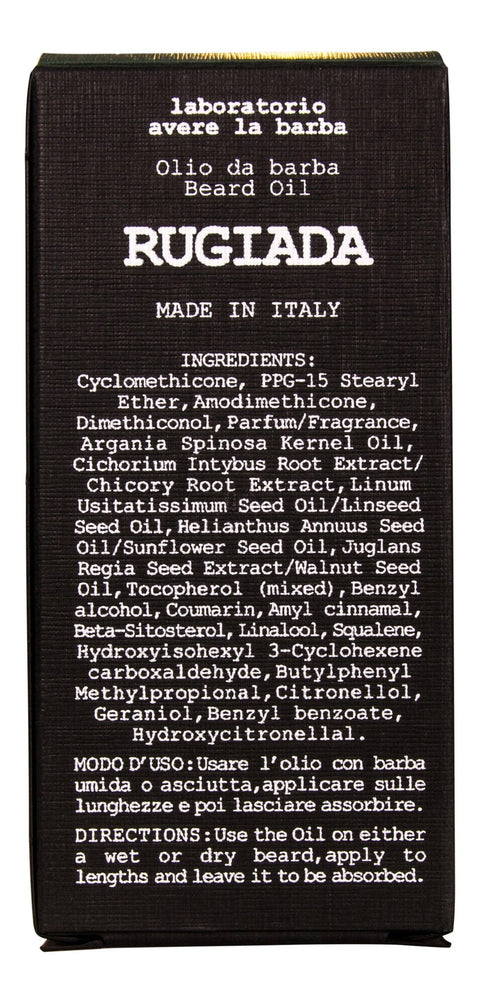 laboratorio
avere la barba
Olio da barba
Beard Oil
RUGIADA
MADE IN ITALY
INGREDIENTS:
Cyclomethicone, PPG-15 Stearyl
Ether, Amodimethicone,
Dimethiconol, Parfum/Fragrance,
Argania Spinosa Kernel Oil,
Cichorium Intybus Root Extract/
Chicory Root Extract, Linum
Usitatissimum Seed Oil/Linseed
Seed Oil, Helianthus Annuus Seed
Oil/Sunflower Seed Oil, Juglans
Regia Seed Extract/Walnut Seed
Oil, Tocopherol (mixed), Benzyl
alcohol, Coumarin, Amyl cinnamal,
Beta-Sitosterol, Linalool, Squalene,
Hydroxyisohexyl 3-Cyclohexene
carboxaldehyde, Butylphenyl
Methylpropional, Citronellol,
Geraniol, Benzyl benzoate,
Hydroxycitronellal.
MODO D'USO: Usare l'olio con barba
umida o asciutta, applicare sulle
lunghezze e poi lasciare assorbire.
DIRECTIONS: Use the Oil on either
a wet or dry beard, apply to
lengths and leave it to be absorbed.